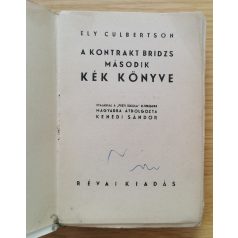 ELY CULBERTSON
A KONTRAKT BRIDZS
MÁSODIK
KÉK KÖNYVE
MAGYARRA ÁTDOLGOZTA
KENEDI SÁNDOR
RÉVAI KIADÁS